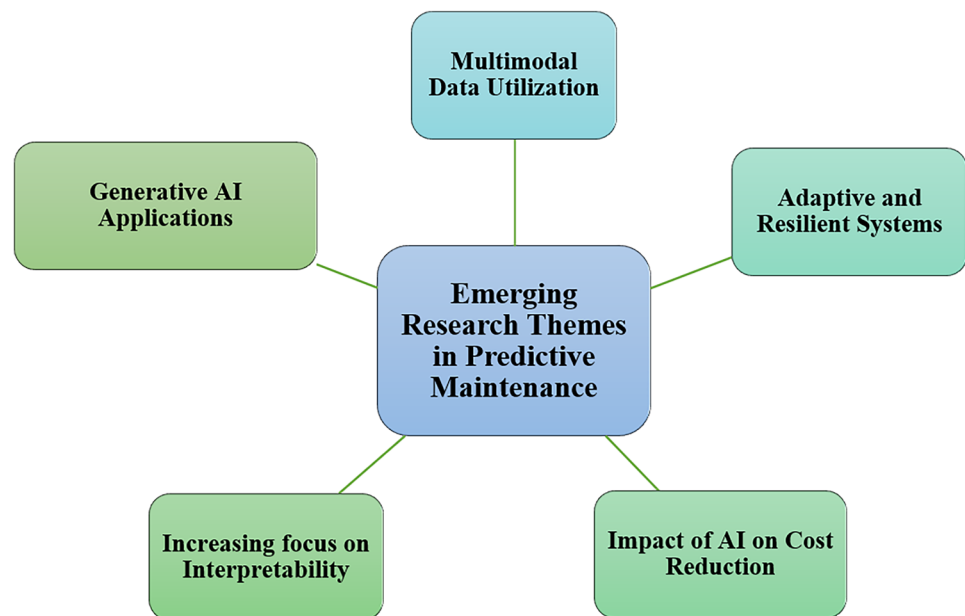 Multimodal
Data Utilization
Generative AI
Applications
Adaptive and
Resilient Systems
Emerging
Research Themes
in Predictive
Maintenance
Increasing focus on
Interpretability
Impact of AI on Cost
Reduction